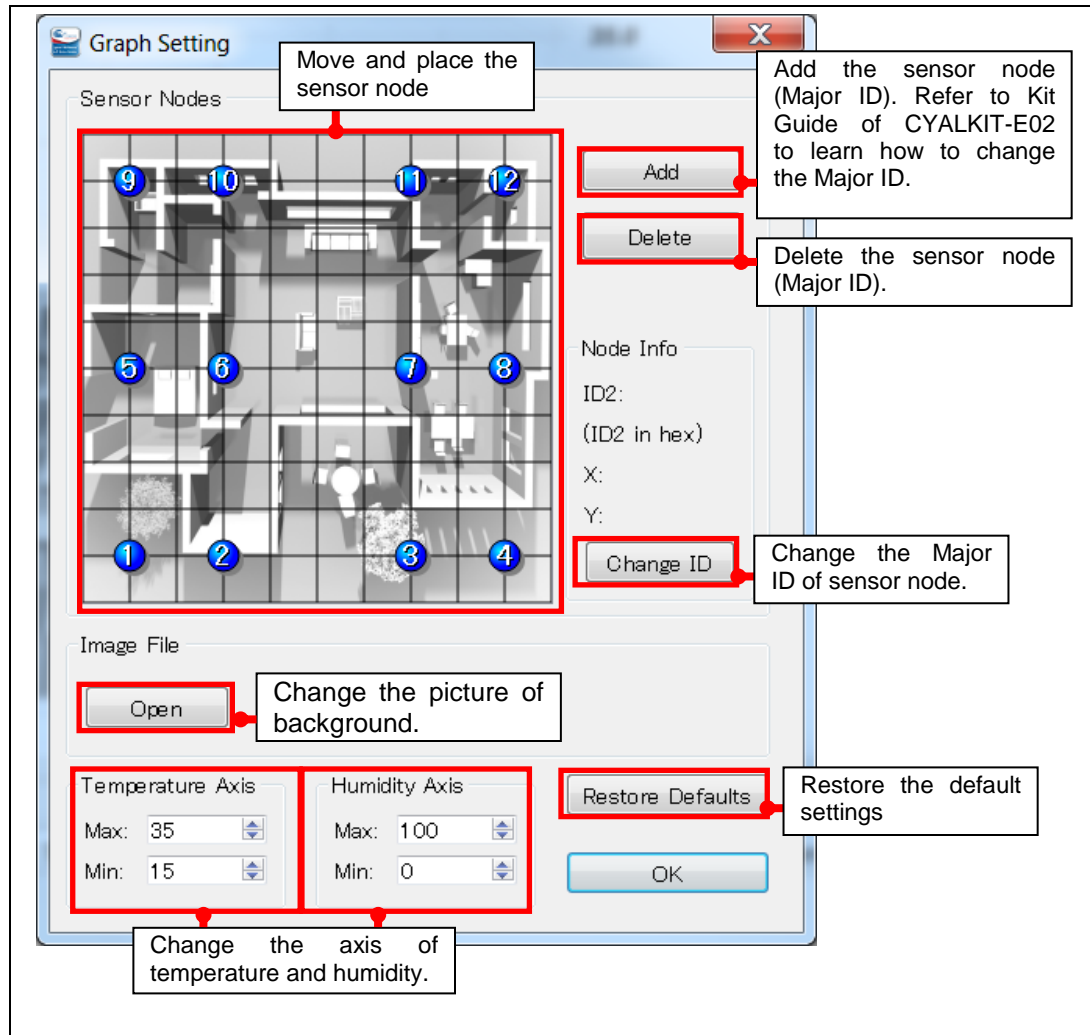 Graph Setting
Move and place the
sensor node
Add the sensor node
(Major ID). Refer to Kit
Guide of CYALKIT-E02
to learn how to change
the Major ID.
Sensor Nodes
9
10
11
12
Add
Delete
Delete the sensor node
(Major ID).
5
6
7
8
Node Info
ID2:
(ID2 in hex)
X:
Y:
1
2
3
4
Change ID
Change the Major
ID of sensor node.
Image File
Open
Change the picture of
background.
Temperature Axis
Max: 35
Min: 15
Humidity Axis
Max: 100
Min: 0
Restore Defaults
Restore the default
settings
OK
Change the axis of
temperature and humidity.